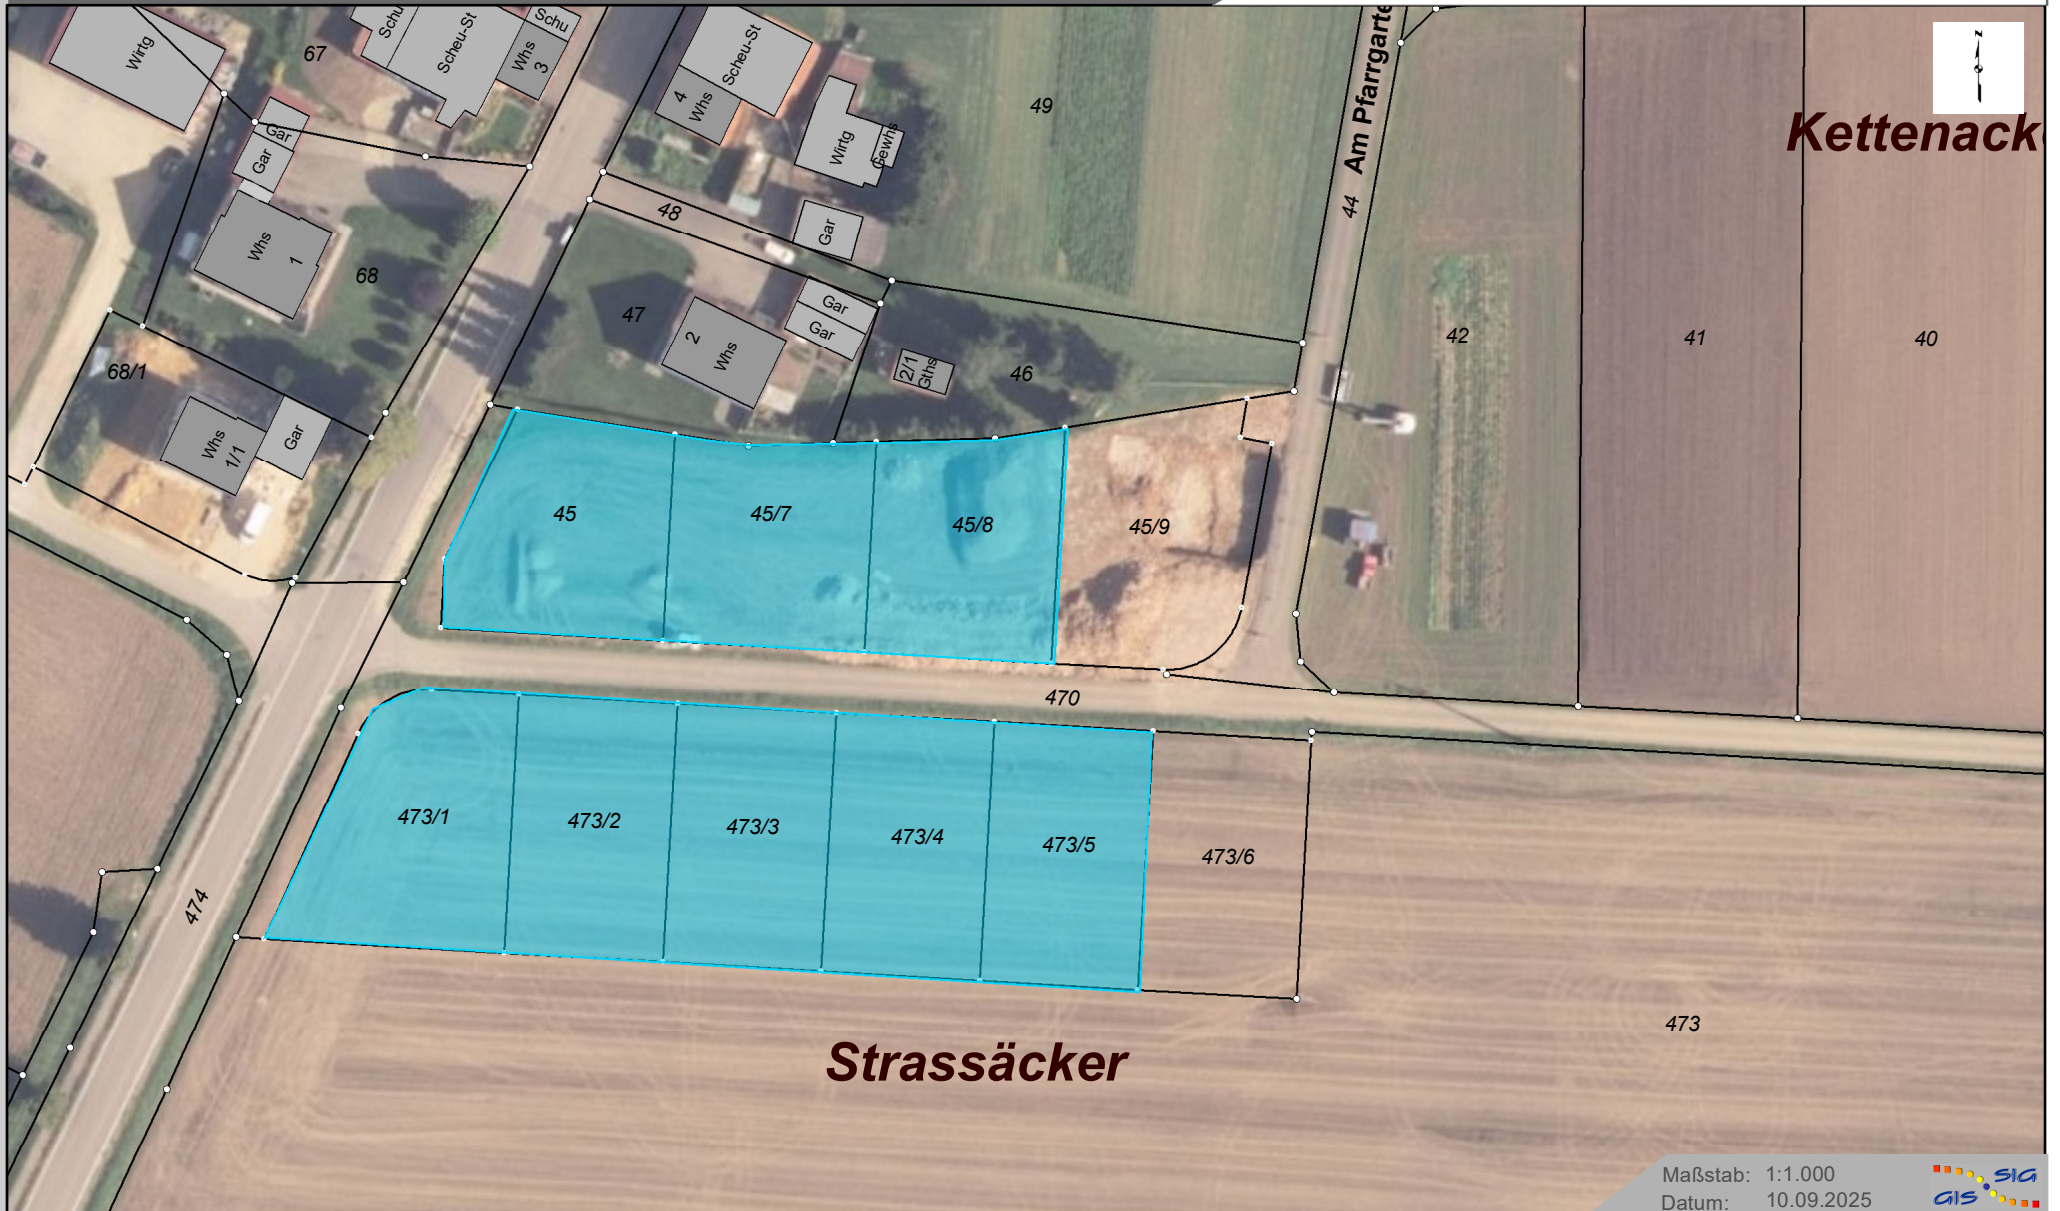 Wirtg
67
Schu
Scheu-St
Schu
Whs
3
Scheu-St
4
Whs
Wirtg
Gewhs
49
Am Pfarrgarte
44
Kettenack
Gar
Gar
Whs
1
68
48
Gar
47
2
Whs
Gar
Gar
2/1
Gths
46
42
41
40
68/1
Whs
1/1
Gar
45
45/7
45/8
45/9
470
473/1
473/2
473/3
473/4
473/5
473/6
474
473
Strassäcker
Maßstab: 1:1.000
Datum: 10.09.2025
SIG
GIS